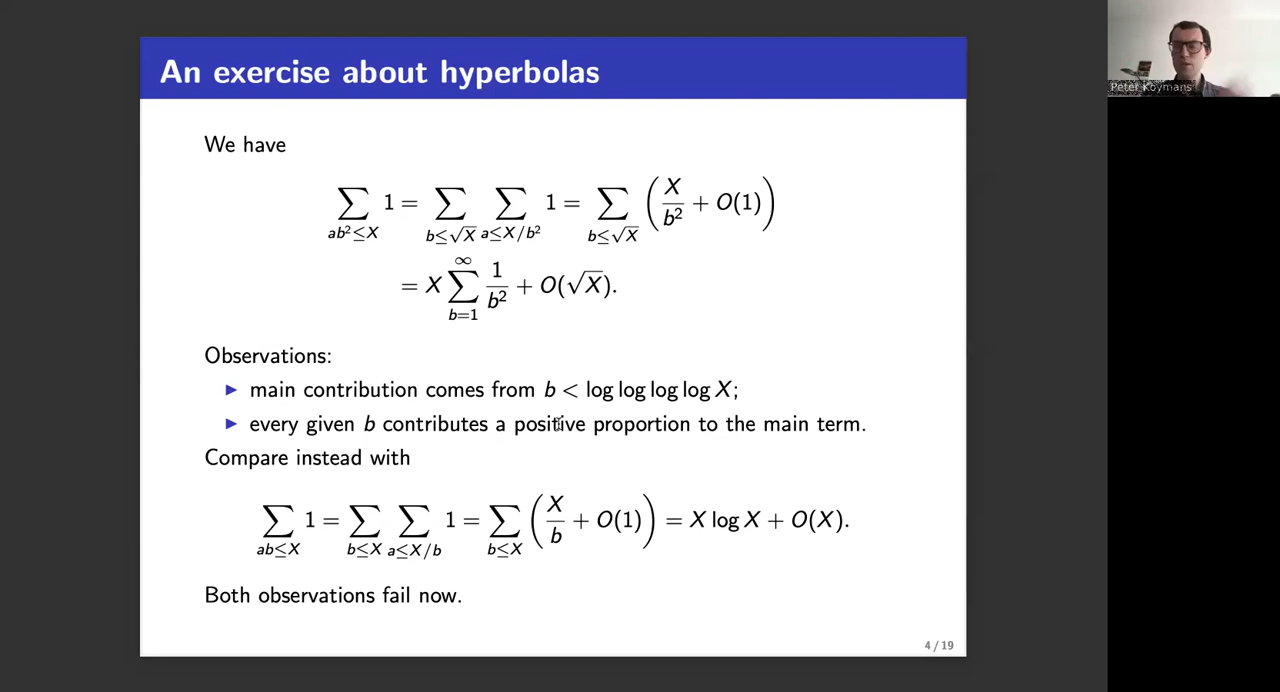 An exercise about hyperbolas
Peter Koymans
We have
∑_{ab²≤X} 1 = ∑_{b≤√X} ∑_{a≤X/b²} 1 = ∑_{b≤√X} (X/b² + O(1))
= X ∑_{b=1}^{∞} 1/b² + O(√X).
Observations:
▶ main contribution comes from b < log log log log X;
▶ every given b contributes a positive proportion to the main term.
Compare instead with
∑_{ab≤X} 1 = ∑_{b≤X} ∑_{a≤X/b} 1 = ∑_{b≤X} (X/b + O(1)) = X log X + O(X).
Both observations fail now.
4 / 19